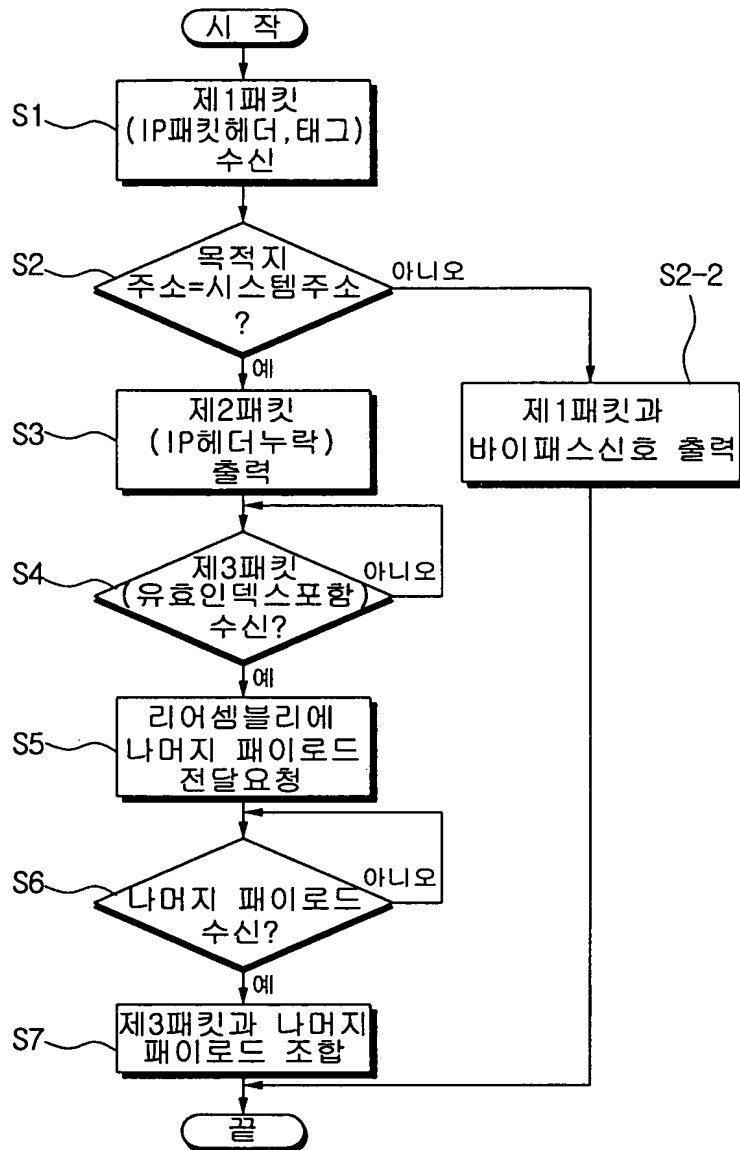 시 작
S1
제1패킷
(IP패킷헤더,태그)
수신
S2
목적지
주소=시스템주소
?
아니오
예
S2-2
제1패킷과
바이패스신호 출력
S3
제2패킷
(IP헤더누락)
출력
S4
제3패킷
(유효인덱스포함)
수신?
아니오
예
S5
리어셈블리에
나머지 페이로드
전달요청
S6
나머지 페이로드
수신?
아니오
예
S7
제3패킷과 나머지
페이로드 조합
끝